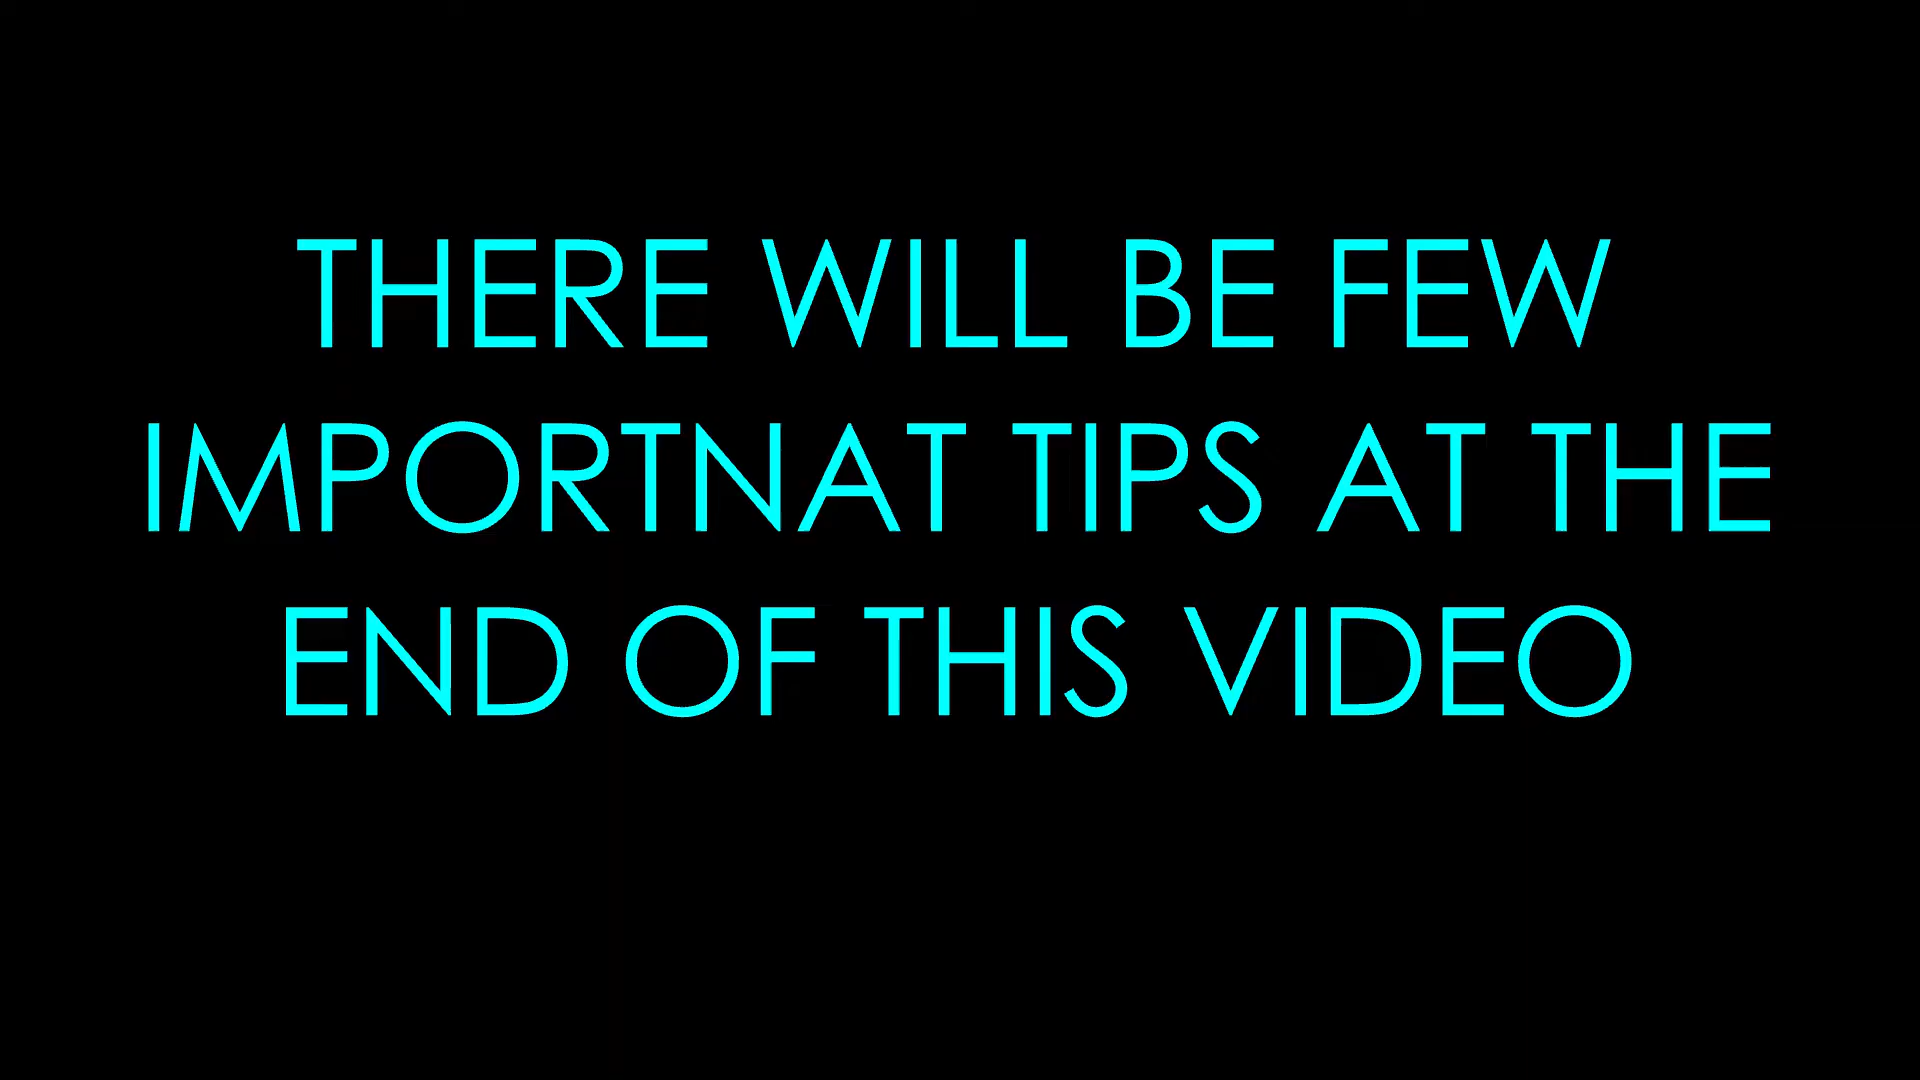 THERE WILL BE FEW
IMPORTNAT TIPS AT THE
END OF THIS VIDEO